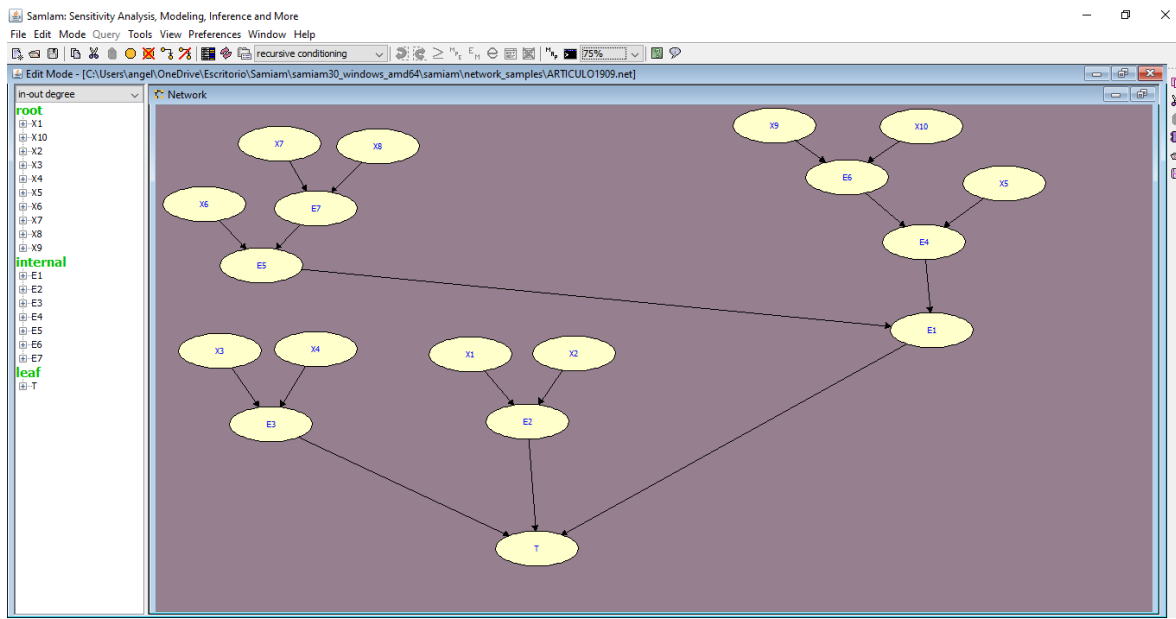 SamIam: Sensitivity Analysis, Modeling, Inference and More
File Edit Mode Query Tools View Preferences Window Help
recursive conditioning
75%
Edit Mode - [C:\Users\angel\OneDrive\Escritorio\Samiam\samiam30_windows_amd64\samiam\network_samples\ARTICULO1909.net]
in-out degree
root
X1
X10
X2
X3
X4
X5
X6
X7
X8
X9
internal
E1
E2
E3
E4
E5
E6
E7
leaf
T
Network
X7
X8
X9
X10
E6
X5
X6
E7
E4
E5
E1
X3
X4
X1
X2
E3
E2
T